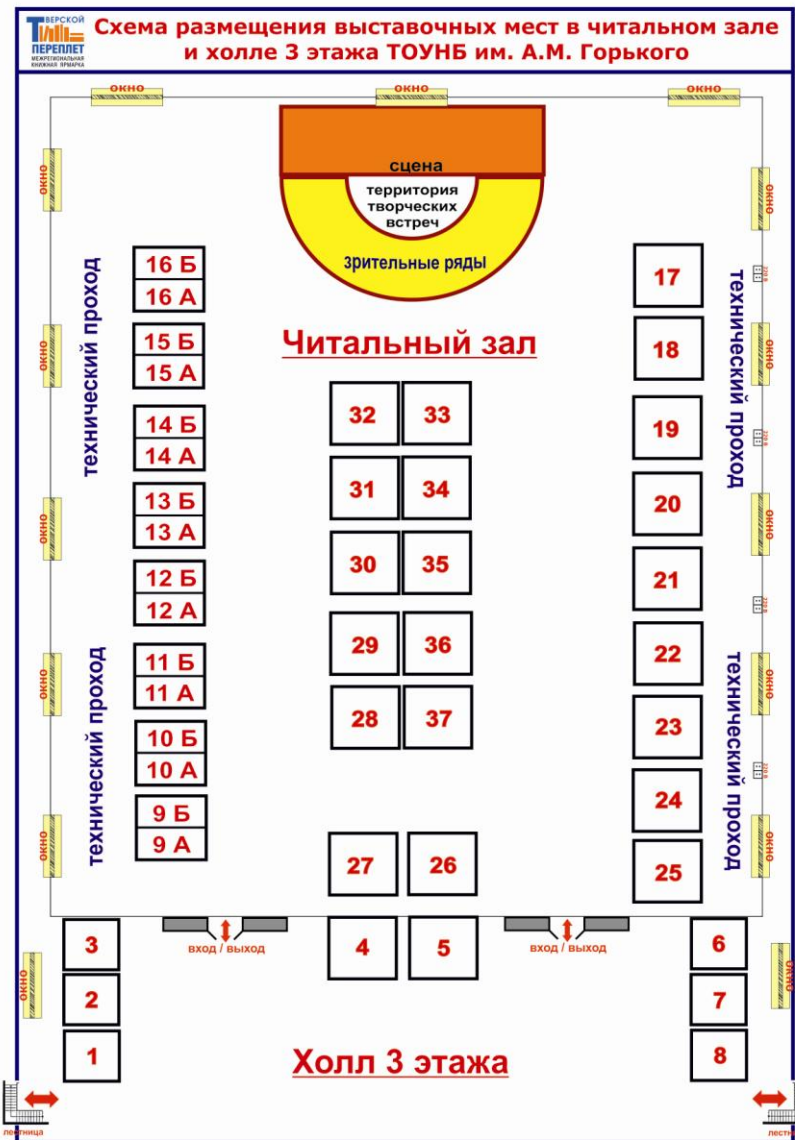 ТВЕРСКОЙ
ПЕРЕПЛЕТ
МЕЖРЕГИОНАЛЬНАЯ
КНИЖНАЯ ЯРМАРКА
Схема размещения выставочных мест в читальном зале
и холле 3 этажа ТОУНБ им. А.М. Горького
окно
окно
окно
сцена
территория
творческих
встреч
зрительные ряды
Читальный зал
окно
окно
окно
окно
окно
технический проход
технический проход
16 Б
16 А
15 Б
15 А
14 Б
14 А
13 Б
13 А
12 Б
12 А
11 Б
11 А
10 Б
10 А
9 Б
9 А
32 33
31 34
30 35
29 36
28 37
27 26
17
18
19
20
21
22
23
24
25
технический проход
технический проход
окно
окно
окно
окно
окно
220 В
220 В
220 В
220 В
вход / выход
вход / выход
3
2
1
4 5
6
7
8
окно
окно
Холл 3 этажа
лестница
лест